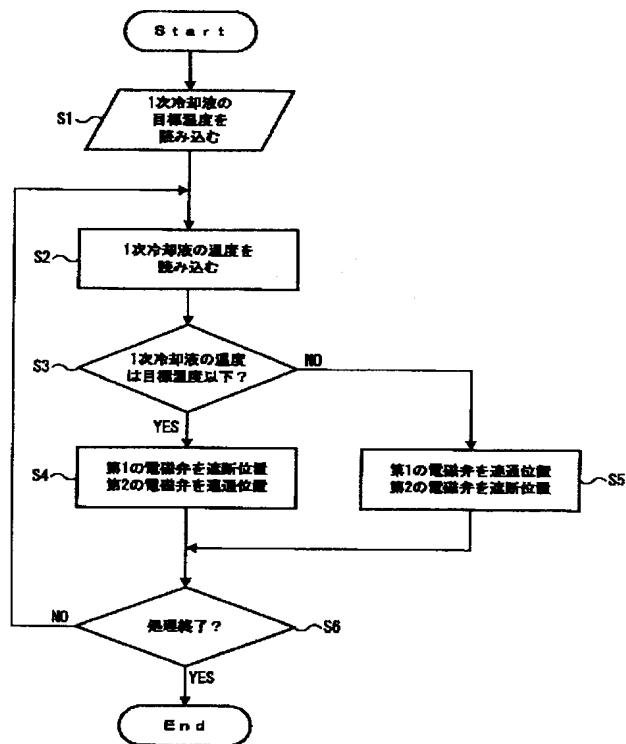 Start
S1
1次冷却液の
目標温度を
読み込む
S2
1次冷却液の温度を
読み込む
S3
1次冷却液の温度
は目標温度以下?
NO
YES
S4
第1の電磁弁を遮断位置
第2の電磁弁を連通位置
第1の電磁弁を連通位置
第2の電磁弁を遮断位置
S5
NO
処理終了?
S6
YES
End